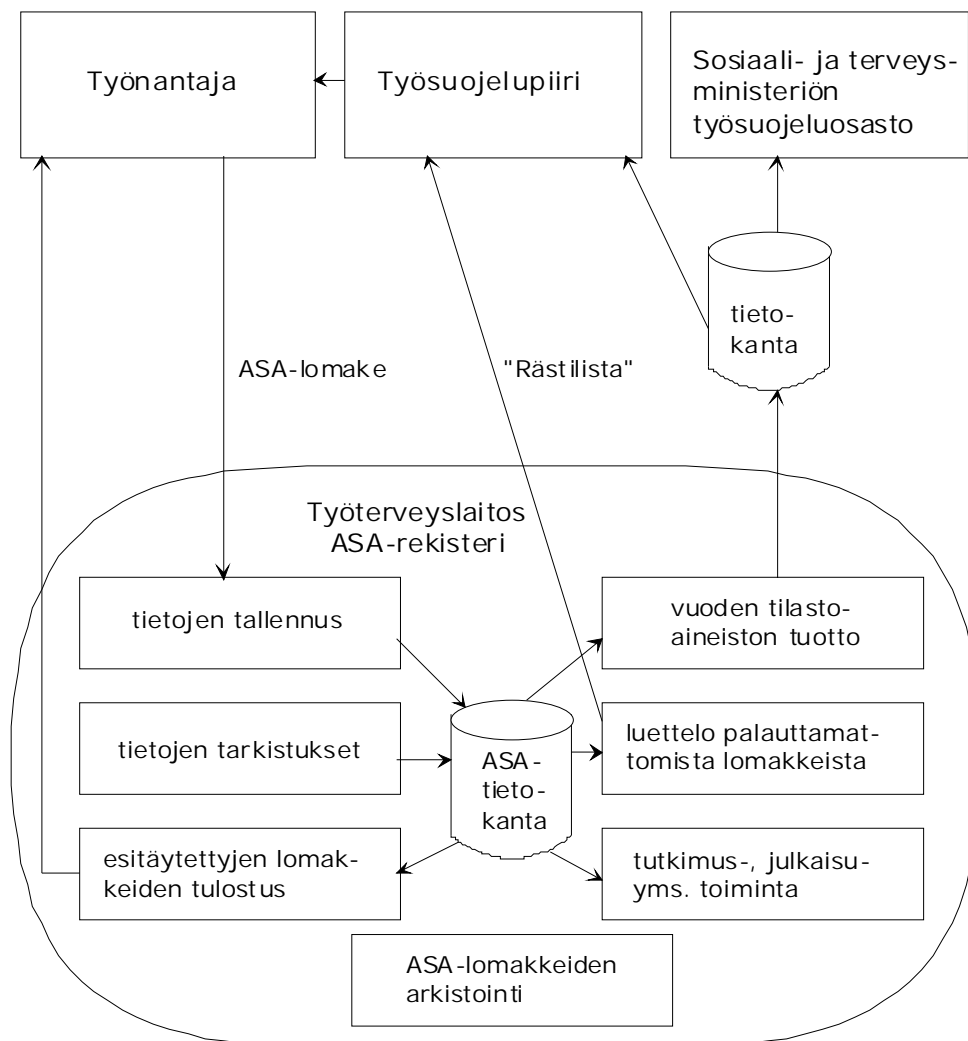 Työnantaja
Työsuojelupiiri
Sosiaali- ja terveys-
ministeriön
työsuojeluosasto
tieto-
kanta
ASA-lomake
"Rästilista"
Työterveyslaitos
ASA-rekisteri
tietojen tallennus
vuoden tilasto-
aineiston tuotto
tietojen tarkistukset
ASA-
tieto-
kanta
luettelo palauttamat-
tomista lomakkeista
esitäytettyjen lomak-
keiden tulostus
tutkimus-, julkaisu-
yms. toiminta
ASA-lomakkeiden
arkistointi